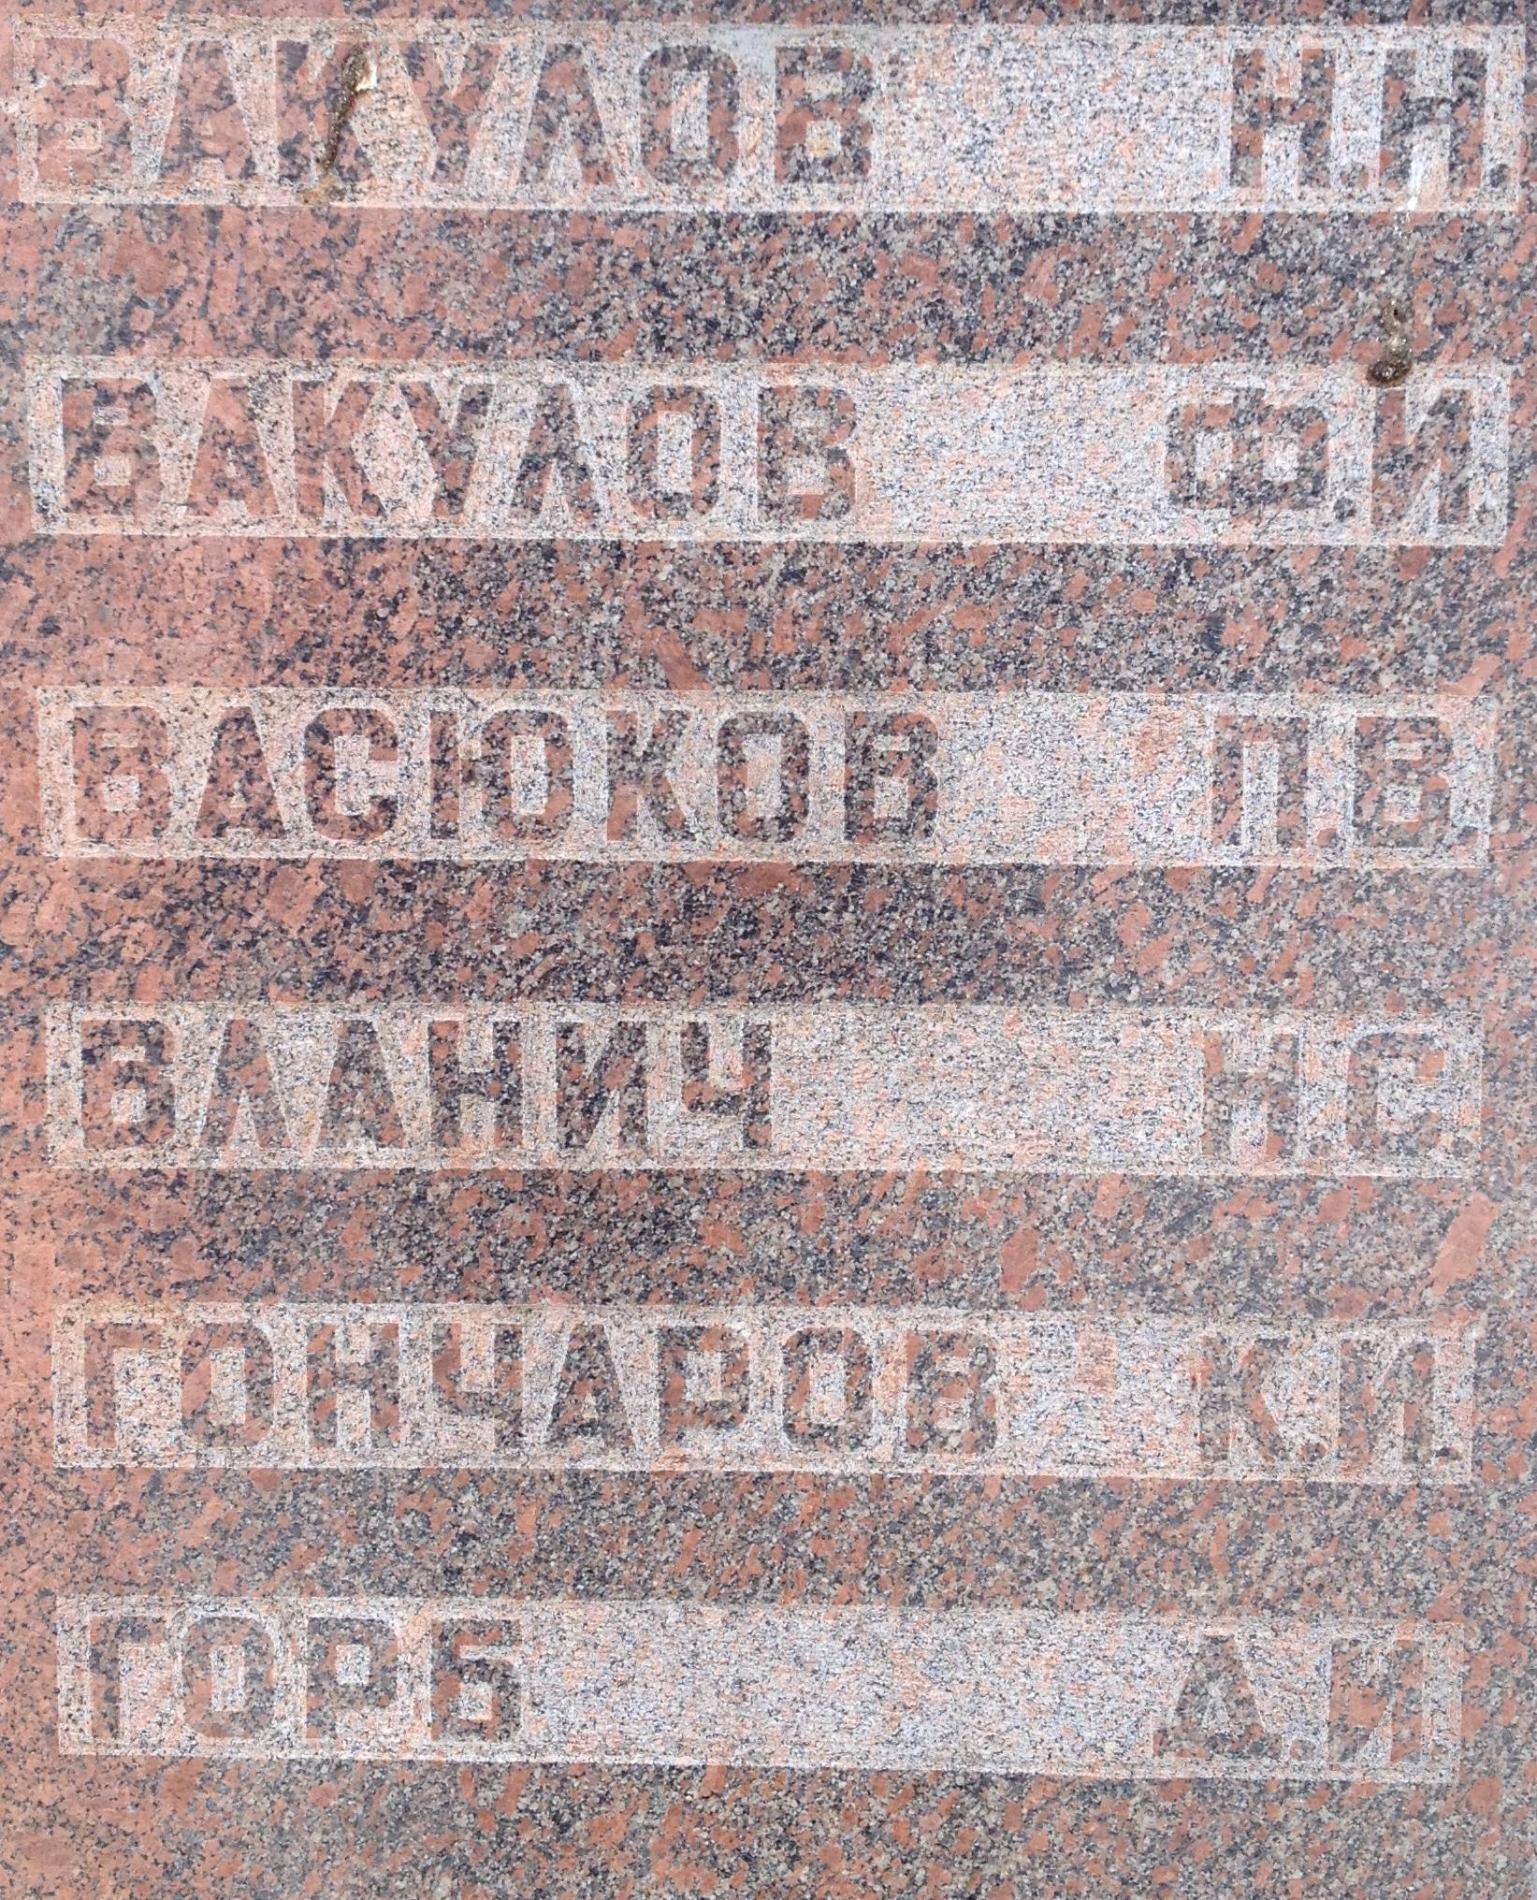 ВАКУЛОВ Н.Н.
ВАКУЛОВ Ф.И.
ВАСЮКОВ П.В.
ВЛАНИЧ Н.С.
ГОНЧАРОВ К.И.
ГОРБ Д.И.